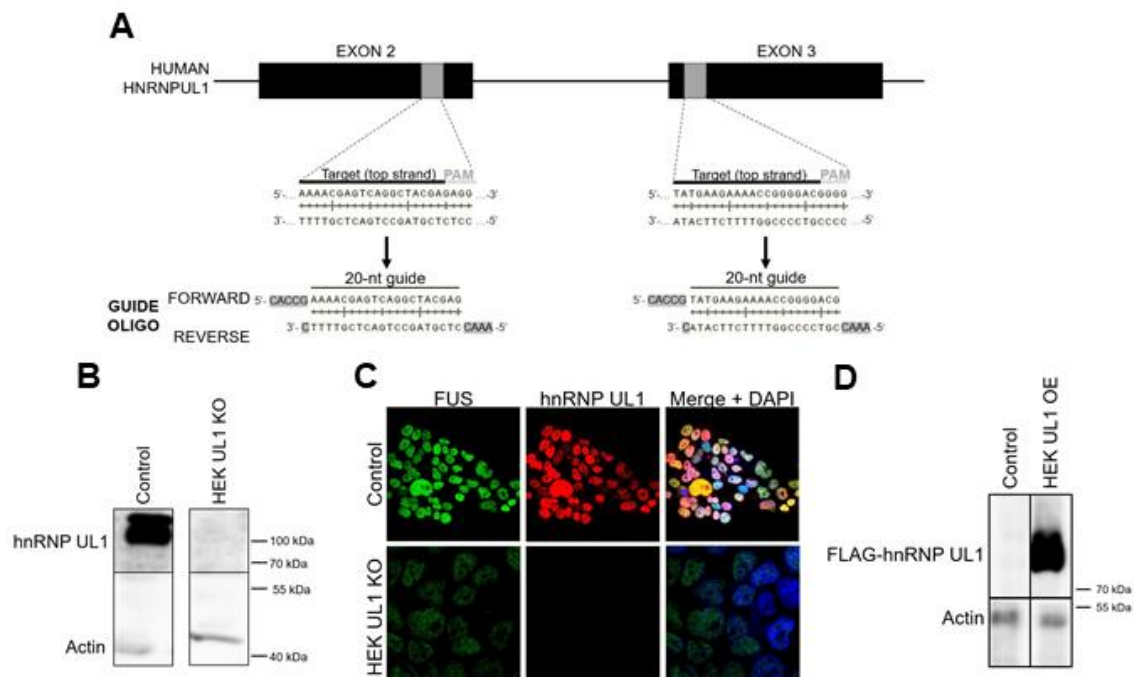 A
EXON 2
EXON 3
HUMAN
HNRNPUL1
Target (top strand) PAM
5'-... AAAACGAGTCAGGCTACGAGAGG ...-3'
3'-... TTTTGCTCAGTCCGATGCTCTCC ...-5'
Target (top strand) PAM
5'-... TATGAAGAAAACCGGGGACGGGG ...-3'
3'-... ATACTTCTTTTGGCCCCTGCCCC ...-5'
20-nt guide
20-nt guide
GUIDE
OLIGO
FORWARD
5'- CACCG AAAACGAGTCAGGCTACGAG
5'- CACCG TATGAAGAAAACCGGGGACG
REVERSE
3'- C TTTTGCTCAGTCCGATGCTC CAAA -5'
3'- C ATACTTCTTTTGGCCCCTGC CAAA -5'
B
Control
HEK UL1 KO
hnRNP UL1
100 kDa
70 kDa
55 kDa
Actin
40 kDa
C
FUS
hnRNP UL1
Merge + DAPI
Control
HEK UL1 KO
D
Control
HEK UL1 OE
FLAG-hnRNP UL1
70 kDa
55 kDa
Actin